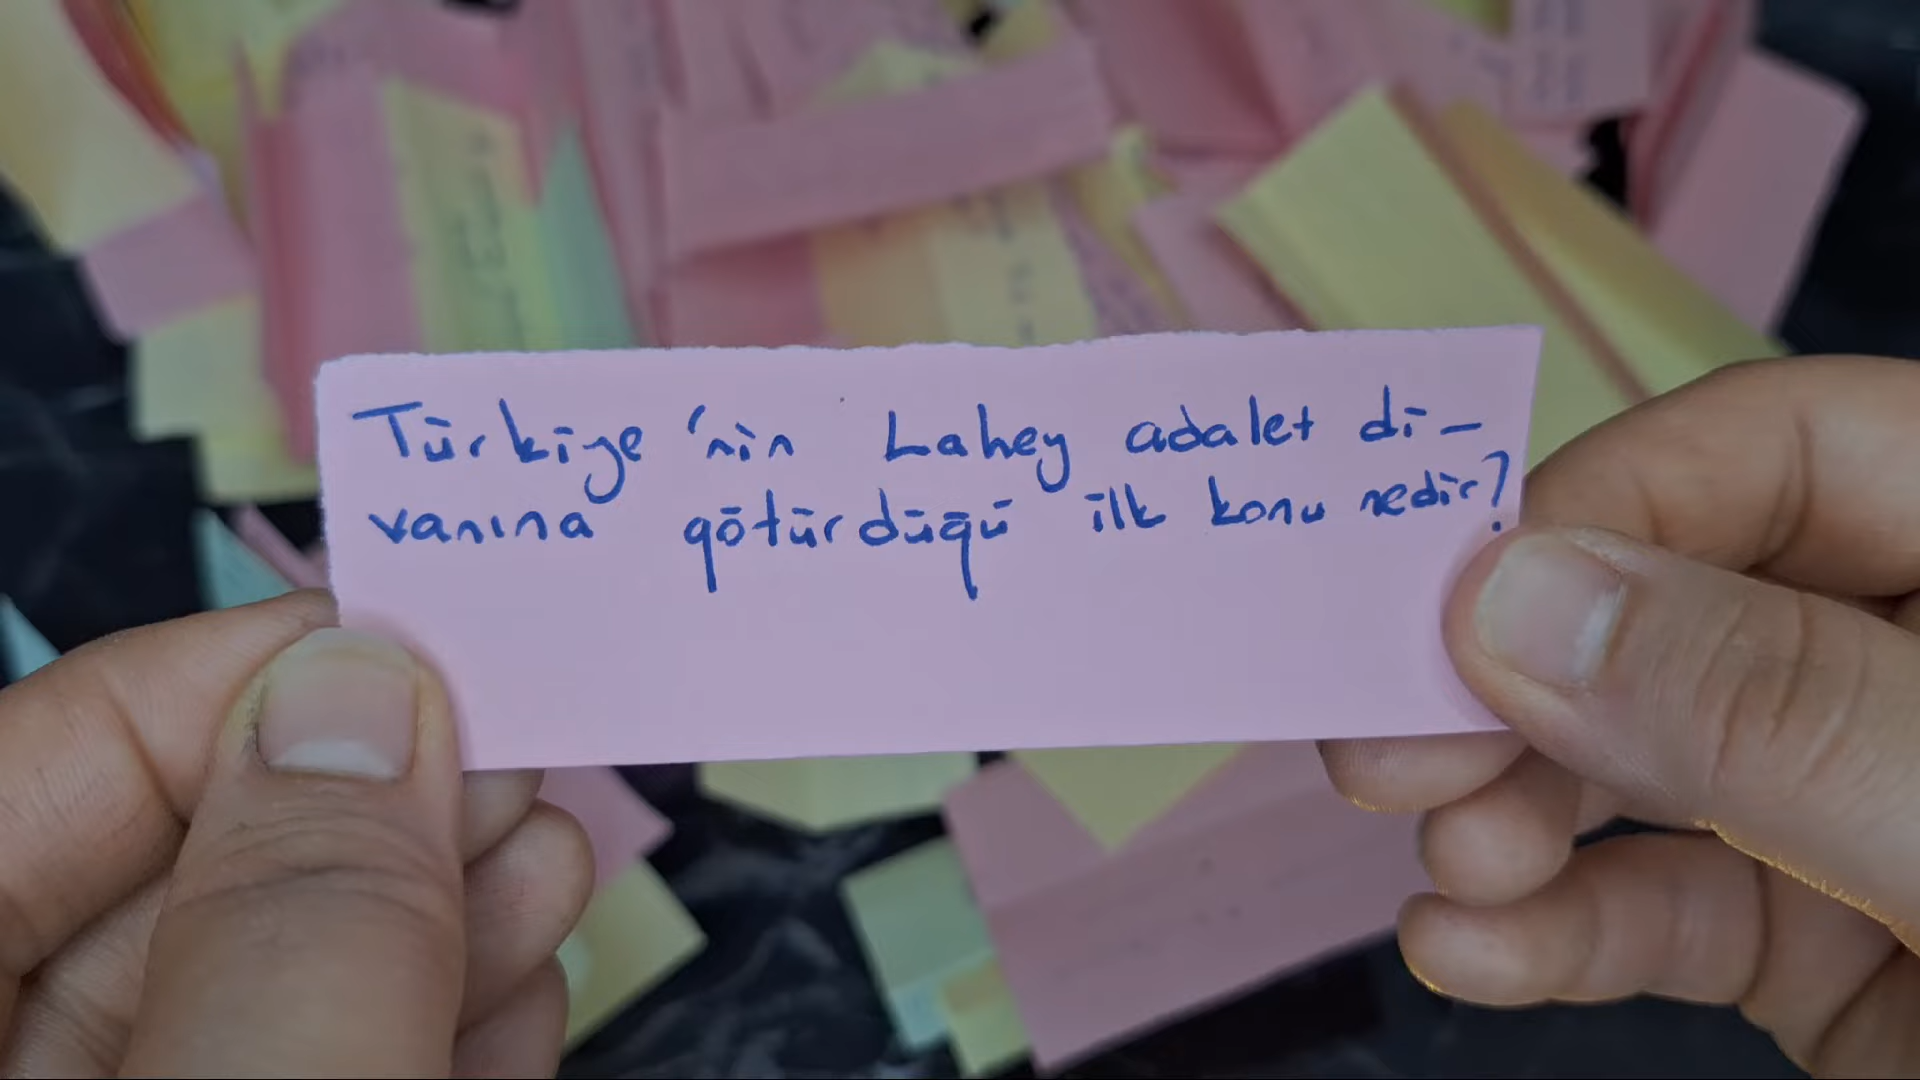 Türkiye'nin Lahey adalet di-
vanına götürdüğü ilk konu nedir?